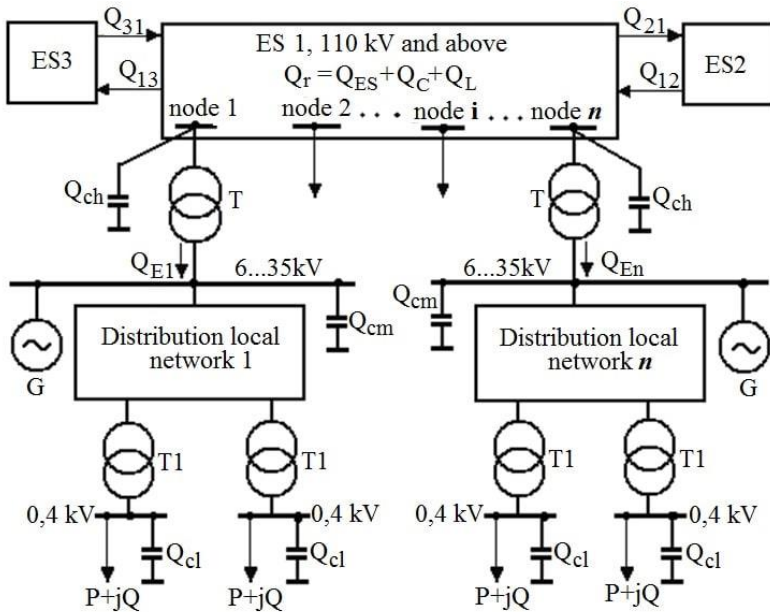 Q31
ES3
Q13
ES 1, 110 kV and above
Qr = QES+QC+QL
node 1
node 2 . . . node i . . . node n
Q21
ES2
Q12
Qch
T
T
Qch
QE1
6...35kV
6...35kV
QEn
Qcm
Qcm
G
Distribution local
network 1
Distribution local
network n
G
T1
T1
T1
T1
0,4 kV
0,4 kV
0,4 kV
0,4 kV
Qcl
Qcl
Qcl
Qcl
P+jQ
P+jQ
P+jQ
P+jQ